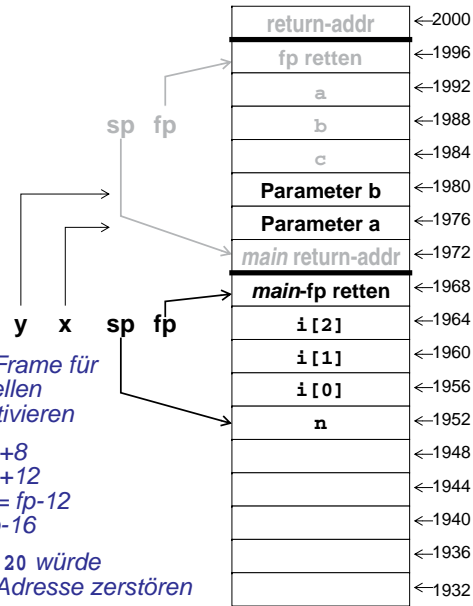 return-addr ←2000
fp retten ←1996
a ←1992
sp fp b ←1988
c ←1984
Parameter b ←1980
Parameter a ←1976
main return-addr ←1972
main-fp retten ←1968
y x sp fp i[2] ←1964
i[1] ←1960
i[0] ←1956
n ←1952
←1948
←1944
←1940
←1936
←1932
Frame für
ellen
tivieren
+8
+12
= fp-12
-16
20 würde
Adresse zerstören